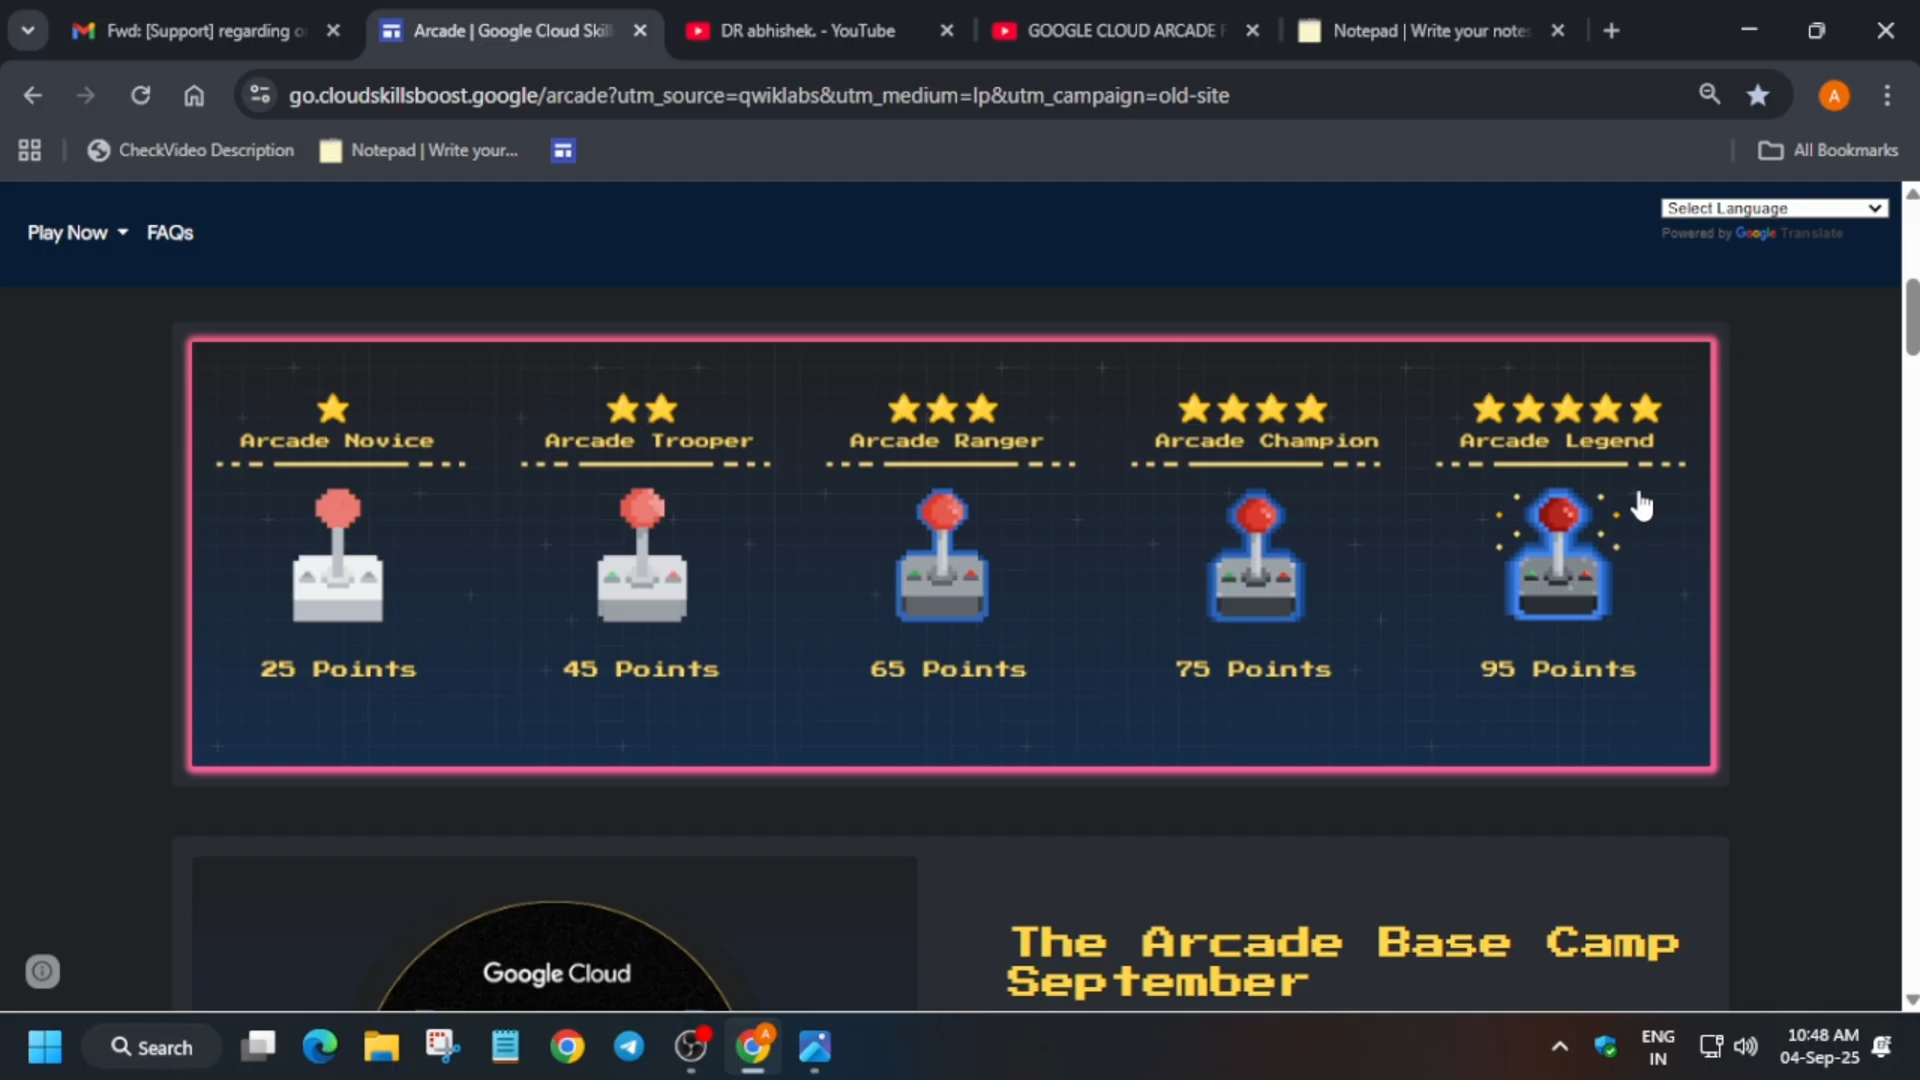 Fwd: [Support] regarding o
Arcade | Google Cloud Skil
DR abhishek. - YouTube
GOOGLE CLOUD ARCADE F
Notepad | Write your notes
go.cloudskillsboost.google/arcade?utm_source=qwiklabs&utm_medium=lp&utm_campaign=old-site
A
CheckVideo Description
Notepad | Write your...
All Bookmarks
Play Now
FAQs
Select Language
Powered by Google Translate
Arcade Novice
Arcade Trooper
Arcade Ranger
Arcade Champion
Arcade Legend
25 Points
45 Points
65 Points
75 Points
95 Points
The Arcade Base Camp
September
Google Cloud
Search
A
ENG
IN
10:48 AM
04-Sep-25